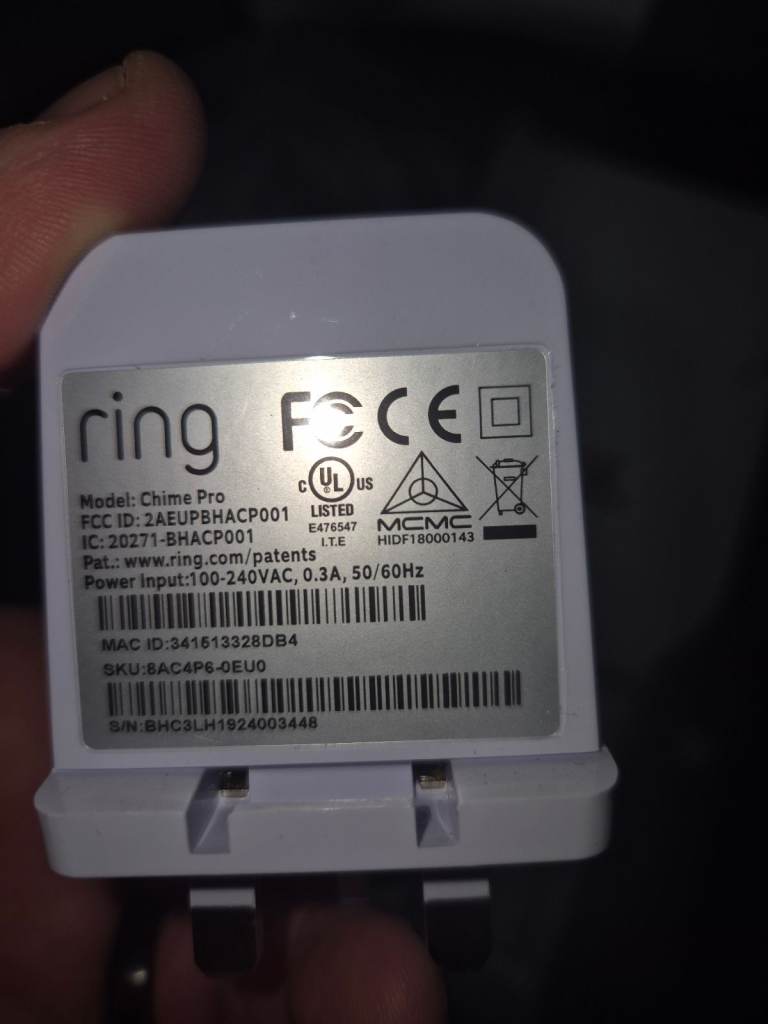 ring FC CE
Model: Chime Pro
FCC ID: 2AEUPBHACP001
IC: 20271-BHACP001
Pat.: www.ring.com/patents
Power Input:100-240VAC, 0.3A, 50/60Hz
c UL US
LISTED
E476547
I.T.E
MCMC
HIDF18000143
MAC ID:341513328DB4
SKU:8AC4P6-0EU0
S/N:BHC3LH1924003448